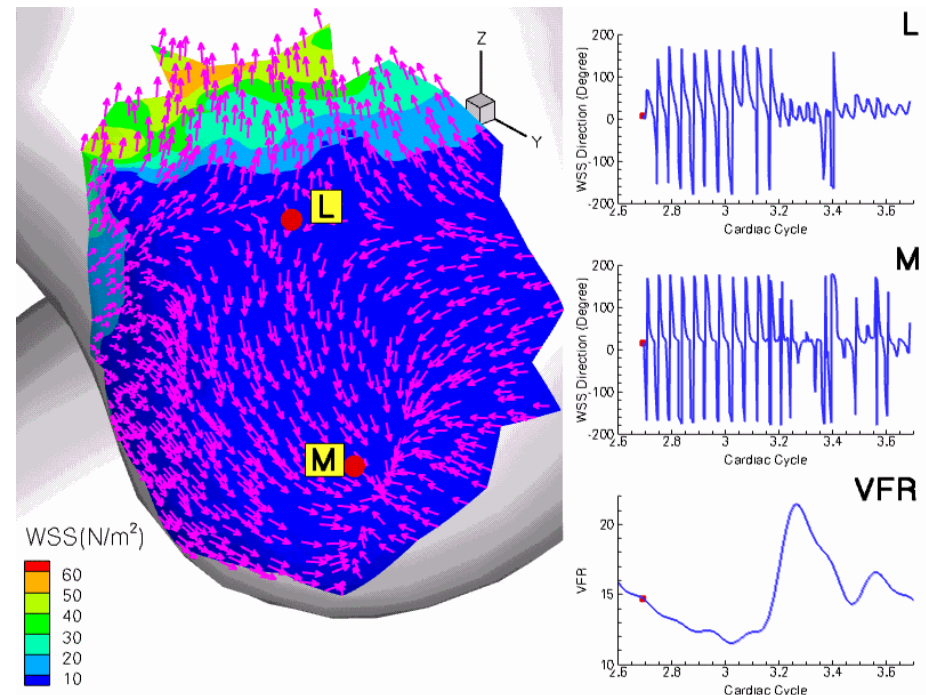 Z
Y
L
M
WSS(N/m²)
60
50
40
30
20
10
L
WSS Direction (Degree)
200
100
0
-100
-200
2.6 2.8 3 3.2 3.4 3.6
Cardiac Cycle
M
WSS Direction (Degree)
200
100
0
-100
-200
2.6 2.8 3 3.2 3.4 3.6
Cardiac Cycle
VFR
VFR
20
15
10
2.6 2.8 3 3.2 3.4 3.6
Cardiac Cycle